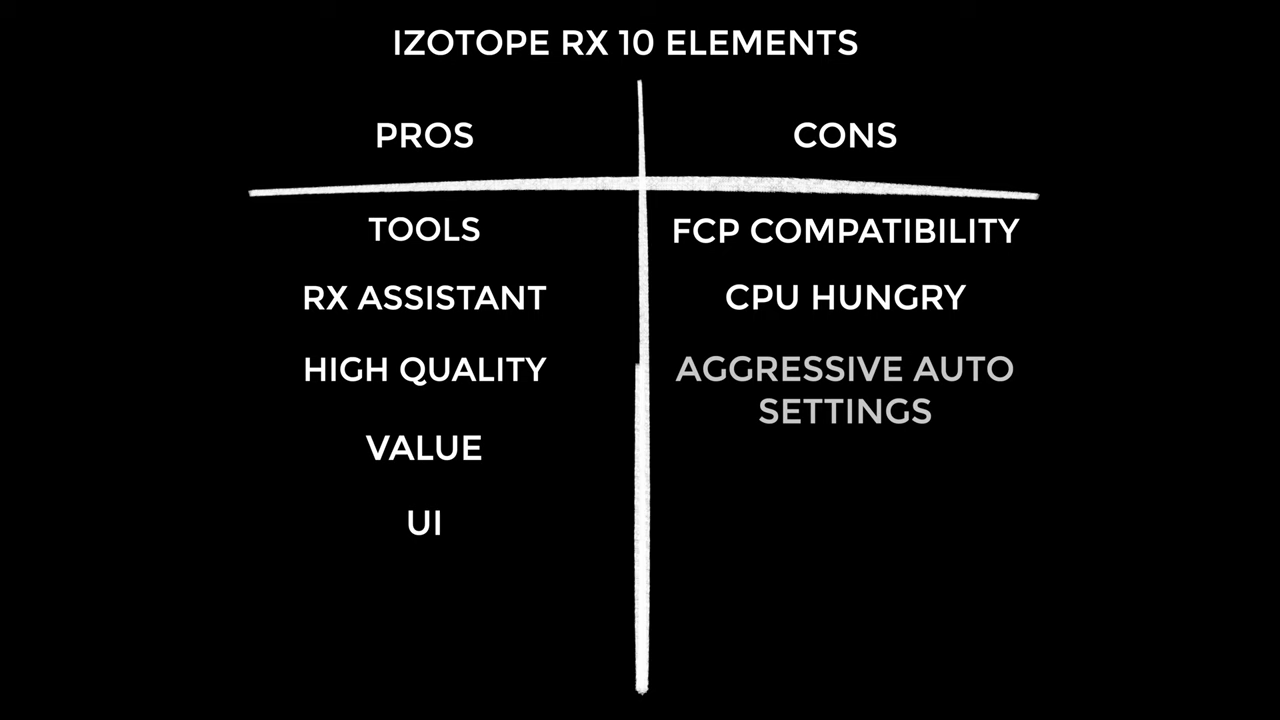 IZOTOPE RX 10 ELEMENTS
PROS
CONS
TOOLS
FCP COMPATIBILITY
RX ASSISTANT
CPU HUNGRY
HIGH QUALITY
AGGRESSIVE AUTO
SETTINGS
VALUE
UI